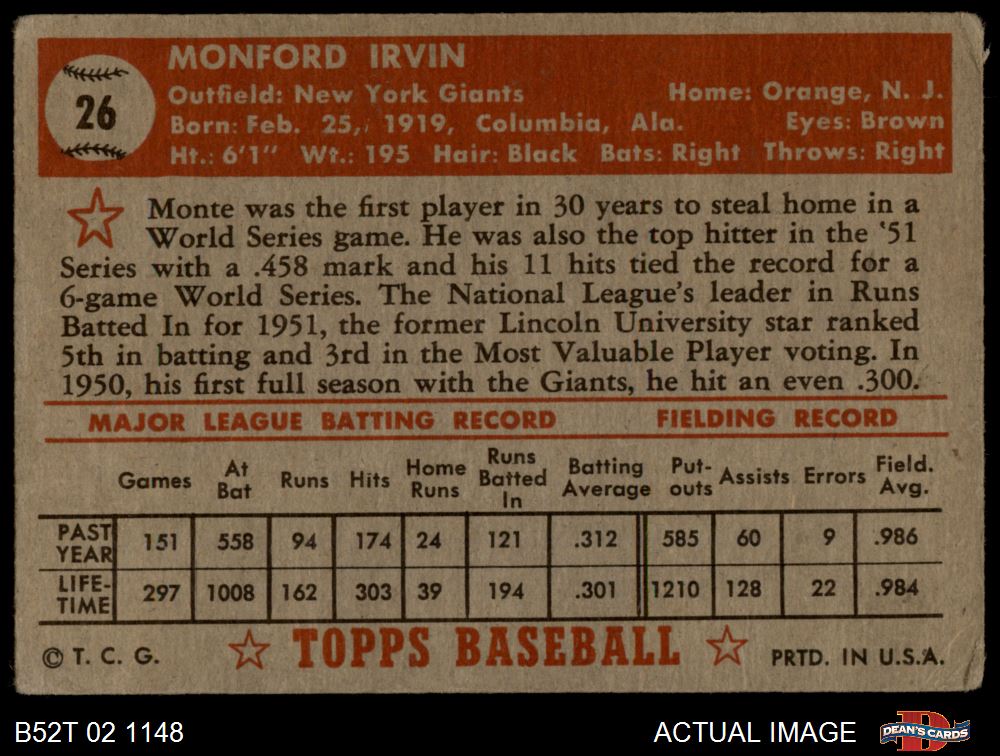 26
MONFORD IRVIN
Outfield: New York Giants Home: Orange, N. J.
Born: Feb. 25, 1919, Columbia, Ala. Eyes: Brown
Ht.: 6'1" Wt.: 195 Hair: Black Bats: Right Throws: Right
Monte was the first player in 30 years to steal home in a
World Series game. He was also the top hitter in the '51
Series with a .458 mark and his 11 hits tied the record for a
6-game World Series. The National League's leader in Runs
Batted In for 1951, the former Lincoln University star ranked
5th in batting and 3rd in the Most Valuable Player voting. In
1950, his first full season with the Giants, he hit an even .300.
MAJOR LEAGUE BATTING RECORD FIELDING RECORD
Games At Bat Runs Hits Home Runs Runs Batted In Batting Average Put-outs Assists Errors Field. Avg.
PAST YEAR 151 558 94 174 24 121 .312 585 60 9 .986
LIFE-TIME 297 1008 162 303 39 194 .301 1210 128 22 .984
© T. C. G. TOPPS BASEBALL PRTD. IN U.S.A.
B52T 02 1148 ACTUAL IMAGE DEAN'S CARDS